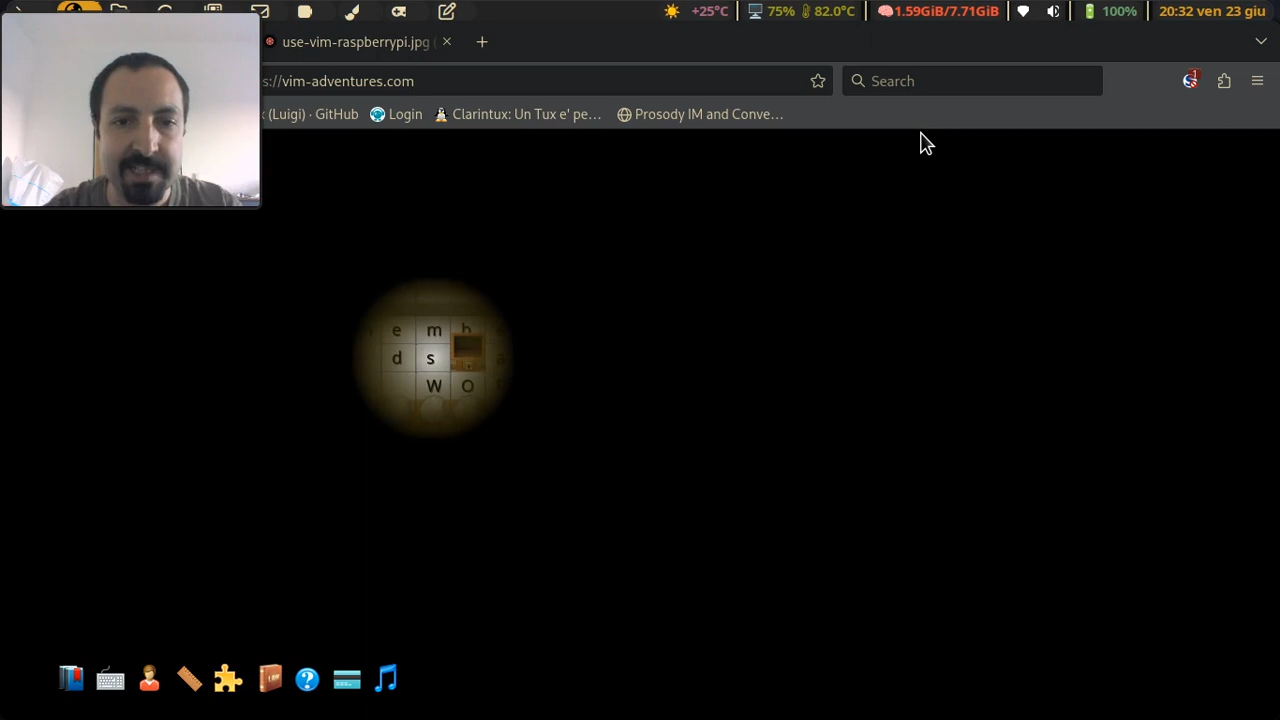 +25°C 75% 82.0°C 1.59GiB/7.71GiB 100% 20:32 ven 23 giu
use-vim-raspberrypi.jpg (
s://vim-adventures.com Search 1
(Luigi) · GitHub Login Clarintux: Un Tux e' pe… Prosody IM and Conve…
e m b
d s
W O